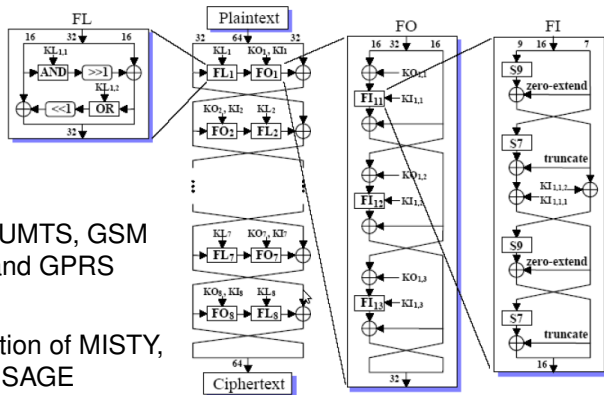 FL
16 32 16
KL1,1
AND >>1
KL1,2
<<1 OR
32
Plaintext
32 64 32
KL1 KO1, KI1
FL1 FO1
KO2, KI2 KL2
FO2 FL2
KL7 KO7, KI7
FL7 FO7
KO8, KI8 KL8
FO8 FL8
64
Ciphertext
FO
16 32 16
KO1,1
FI11 KI1,1
KO1,2
FI12 KI1,2
KO1,3
FI13 KI1,3
32
FI
9 16 7
S9
zero-extend
S7
truncate
KI1,1,2
KI1,1,1
S9
zero-extend
S7
truncate
16
UMTS, GSM
and GPRS
tion of MISTY,
SAGE